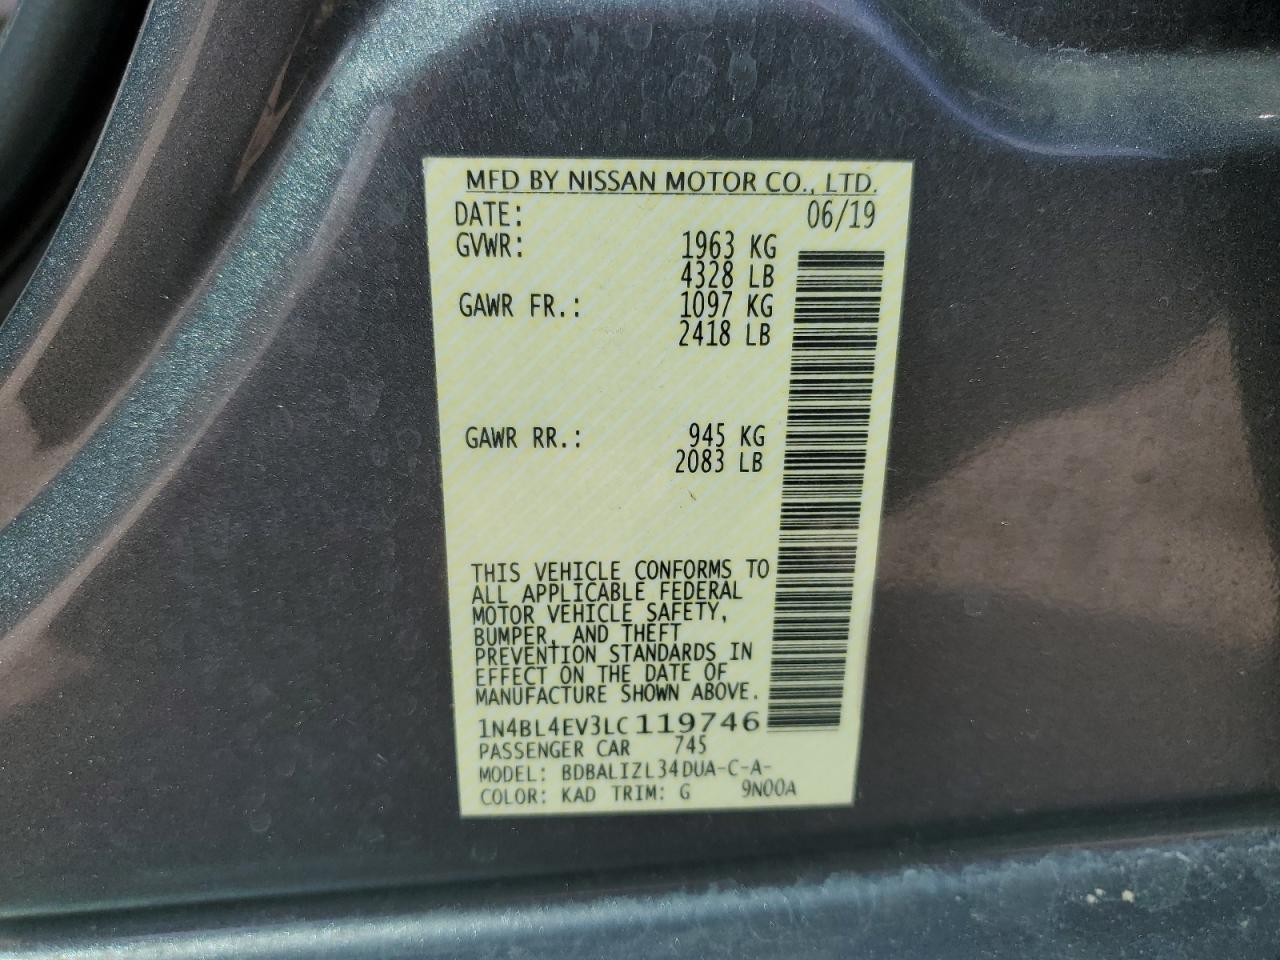 MFD BY NISSAN MOTOR CO., LTD.
DATE: 06/19
GVWR: 1963 KG
4328 LB
GAWR FR.: 1097 KG
2418 LB
GAWR RR.: 945 KG
2083 LB
THIS VEHICLE CONFORMS TO
ALL APPLICABLE FEDERAL
MOTOR VEHICLE SAFETY,
BUMPER, AND THEFT
PREVENTION STANDARDS IN
EFFECT ON THE DATE OF
MANUFACTURE SHOWN ABOVE.
1N4BL4EV3LC119746
PASSENGER CAR 745
MODEL: BDBALIZL34DUA-C-A-
COLOR: KAD TRIM: G 9N00A